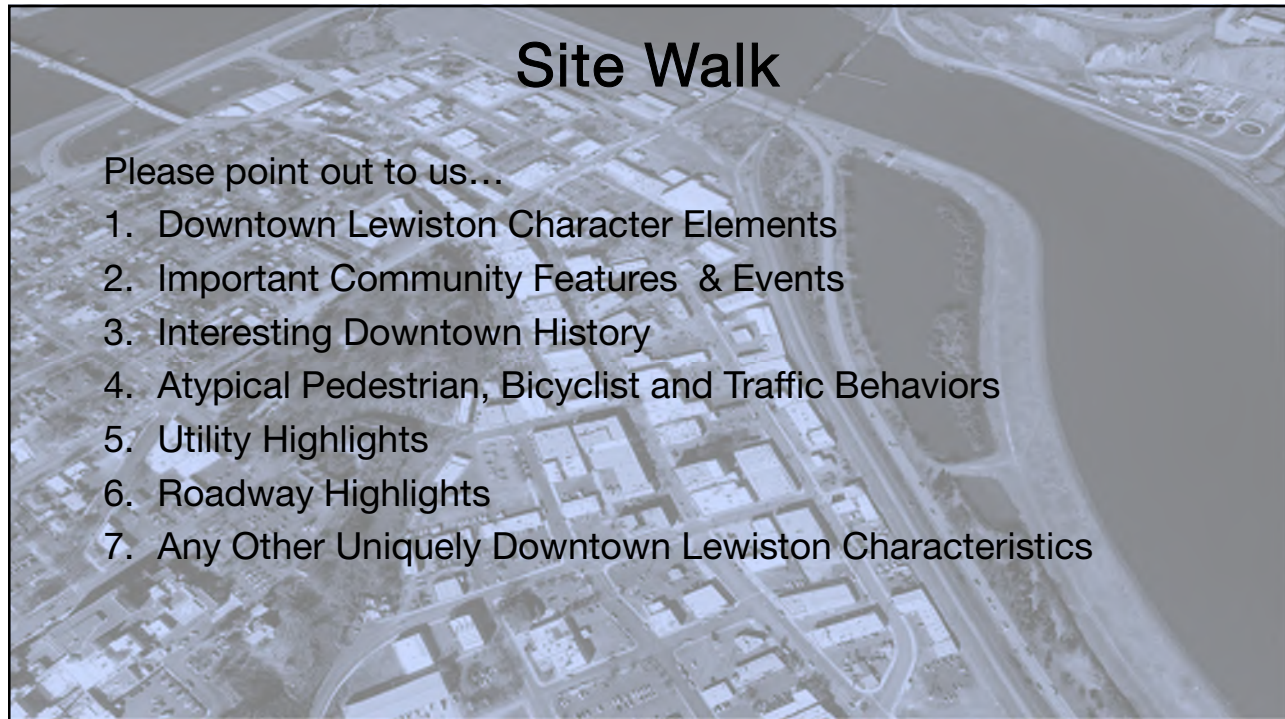 Site Walk
Please point out to us…
1. Downtown Lewiston Character Elements
2. Important Community Features  & Events
3. Interesting Downtown History
4. Atypical Pedestrian, Bicyclist and Traffic Behaviors
5. Utility Highlights
6. Roadway Highlights
7. Any Other Uniquely Downtown Lewiston Characteristics